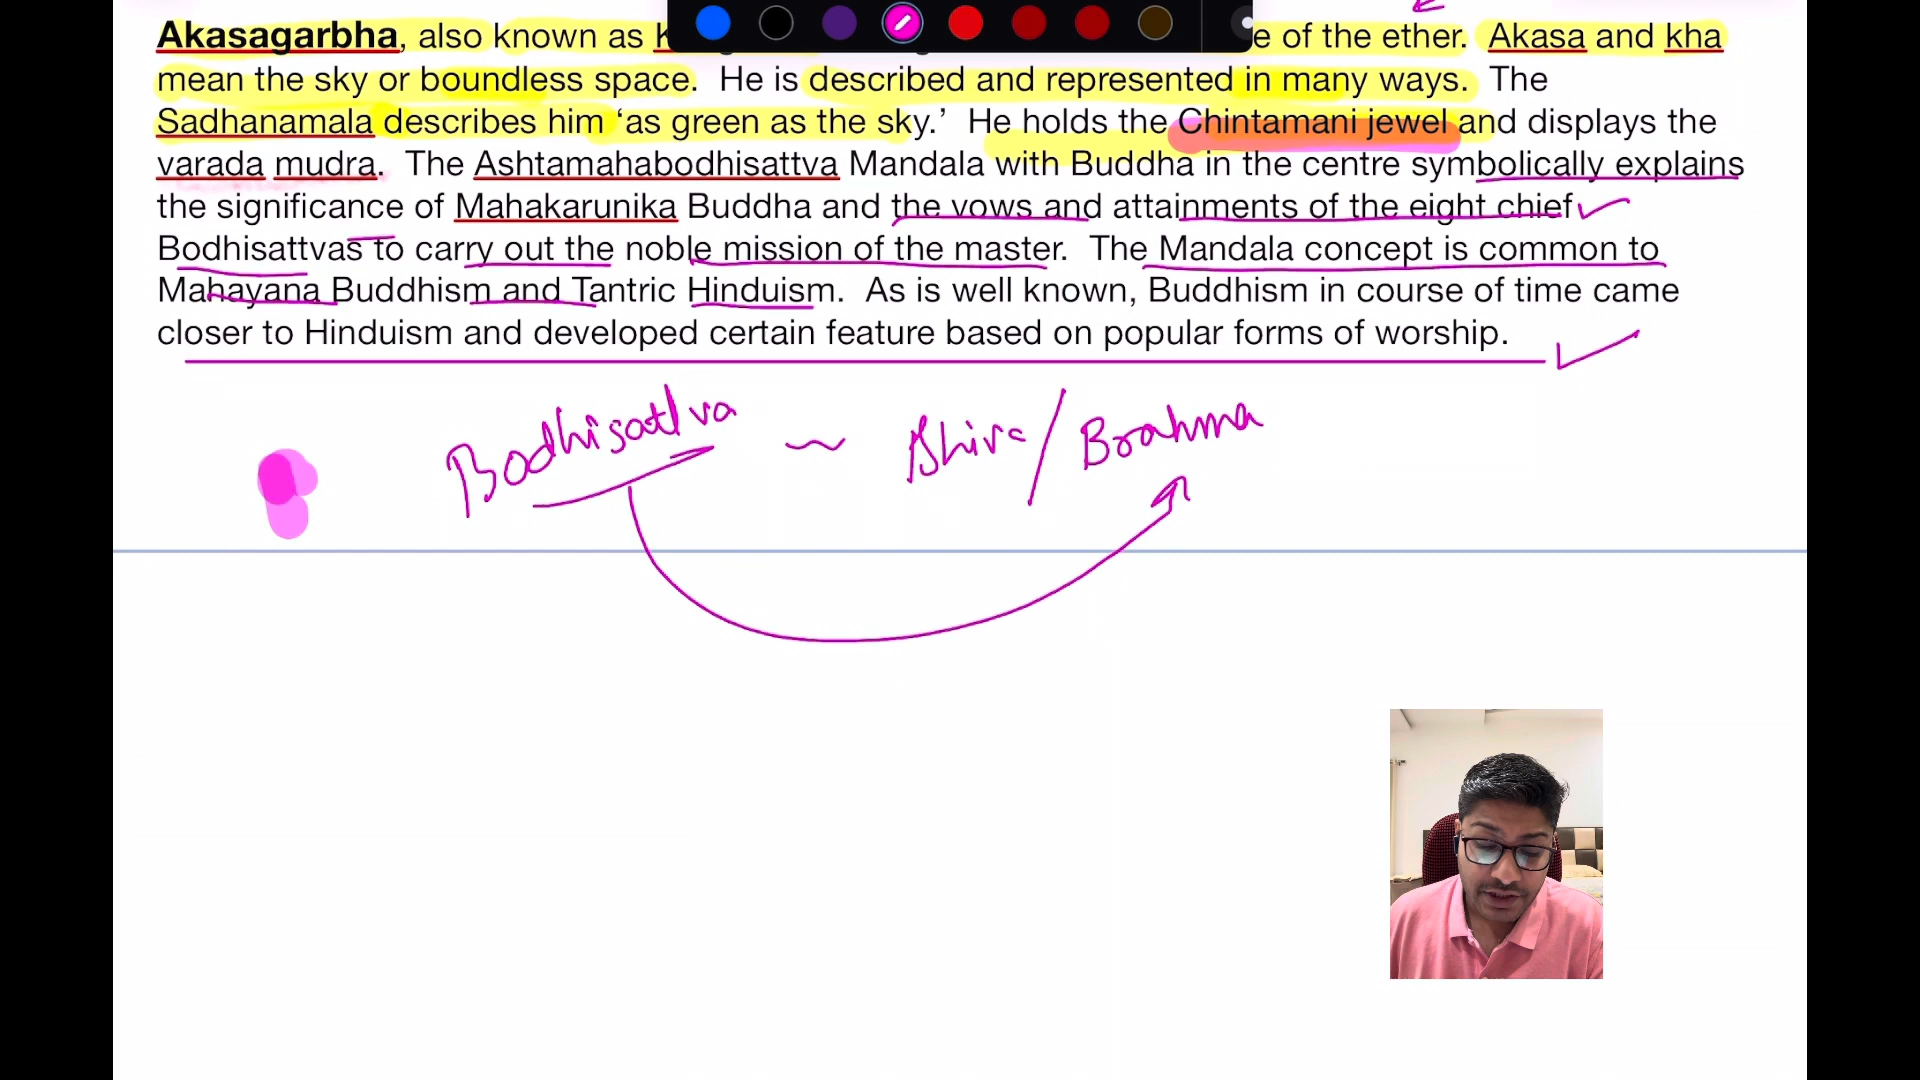 Akasagarbha, also known as K e of the ether. Akasa and kha
mean the sky or boundless space. He is described and represented in many ways. The
Sadhanamala describes him ‘as green as the sky.’ He holds the Chintamani jewel and displays the
varada mudra. The Ashtamahabodhisattva Mandala with Buddha in the centre symbolically explains
the significance of Mahakarunika Buddha and the vows and attainments of the eight chief
Bodhisattvas to carry out the noble mission of the master. The Mandala concept is common to
Mahayana Buddhism and Tantric Hinduism. As is well known, Buddhism in course of time came
closer to Hinduism and developed certain feature based on popular forms of worship.
Bodhisattva ~ Shiva / Brahma